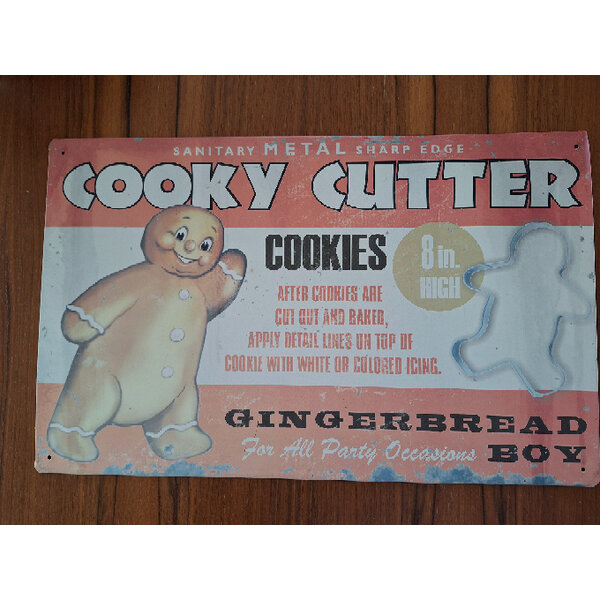 SANITARY METAL SHARP EDGE
COOKY CUTTER
COOKIES
8 in.
HIGH
AFTER COOKIES ARE
CUT OUT AND BAKED,
APPLY DETAIL LINES ON TOP OF
COOKIE WITH WHITE OR COLORED ICING.
GINGERBREAD
For All Party Occasions BOY